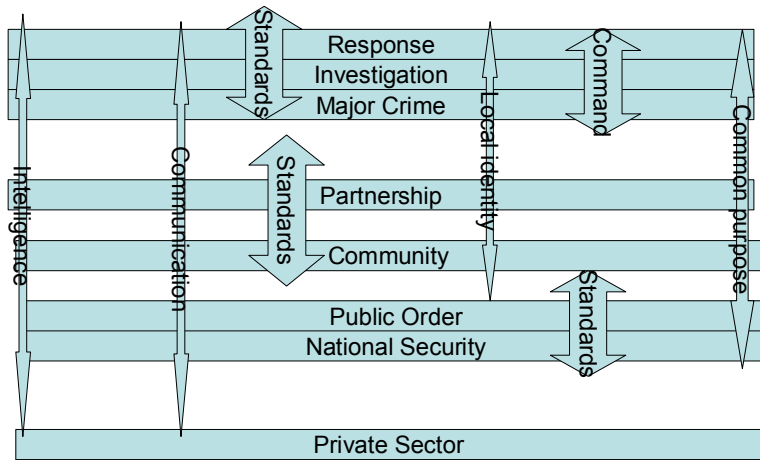 Standards
Command
Response
Investigation
Major Crime
Intelligence
Communication
Standards
Local identity
Common purpose
Partnership
Community
Standards
Public Order
National Security
Private Sector